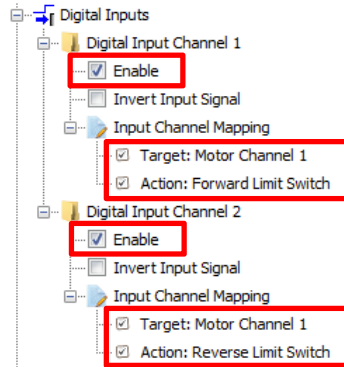 Digital Inputs
Digital Input Channel 1
Enable
Invert Input Signal
Input Channel Mapping
Target: Motor Channel 1
Action: Forward Limit Switch
Digital Input Channel 2
Enable
Invert Input Signal
Input Channel Mapping
Target: Motor Channel 1
Action: Reverse Limit Switch